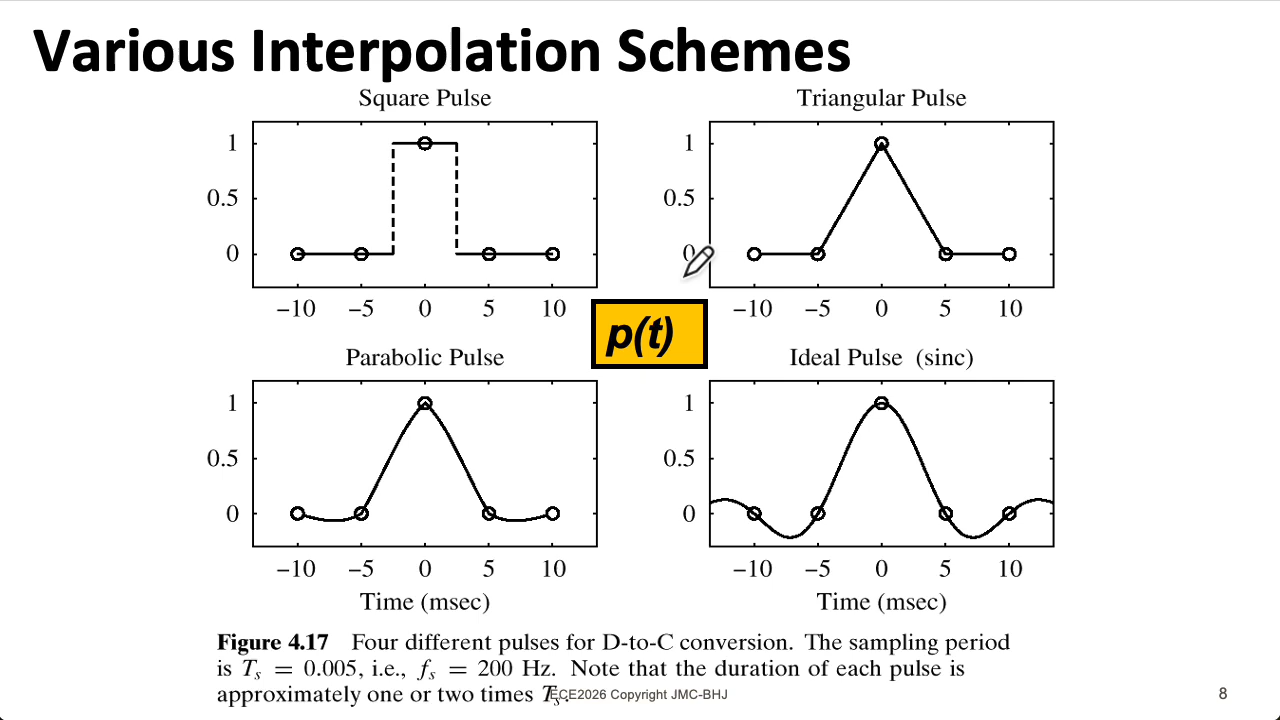 Various Interpolation Schemes
Square Pulse
1
0.5
0
−10 −5 0 5 10
Triangular Pulse
1
0.5
0
−10 −5 0 5 10
p(t)
Parabolic Pulse
1
0.5
0
−10 −5 0 5 10
Time (msec)
Ideal Pulse (sinc)
1
0.5
0
−10 −5 0 5 10
Time (msec)
Figure 4.17 Four different pulses for D-to-C conversion. The sampling period
is Ts = 0.005, i.e., fs = 200 Hz. Note that the duration of each pulse is
approximately one or two times Ts.
ECE2026 Copyright JMC-BHJ
8